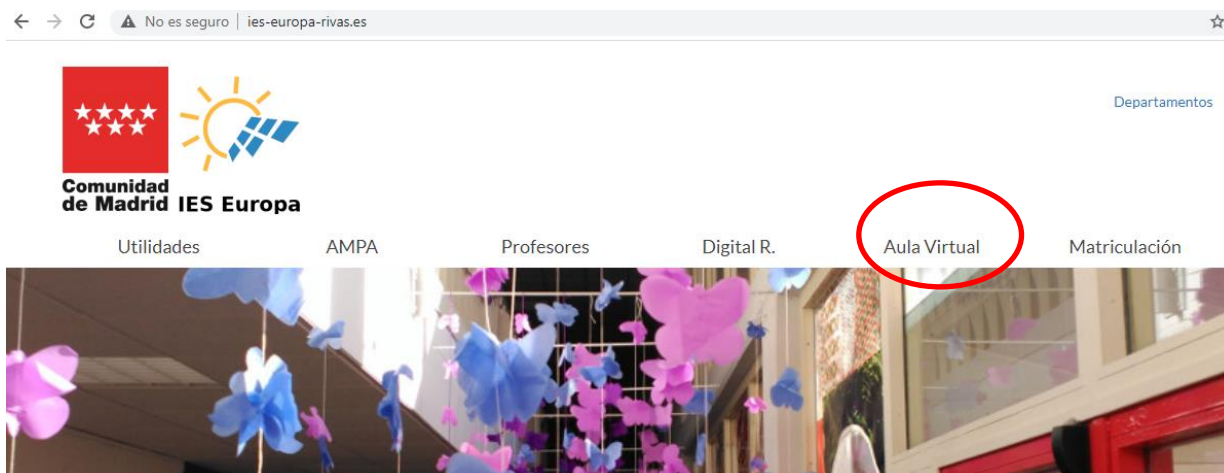 No es seguro | ies-europa-rivas.es
Departamentos
Comunidad
de Madrid IES Europa
Utilidades AMPA Profesores Digital R. Aula Virtual Matriculación